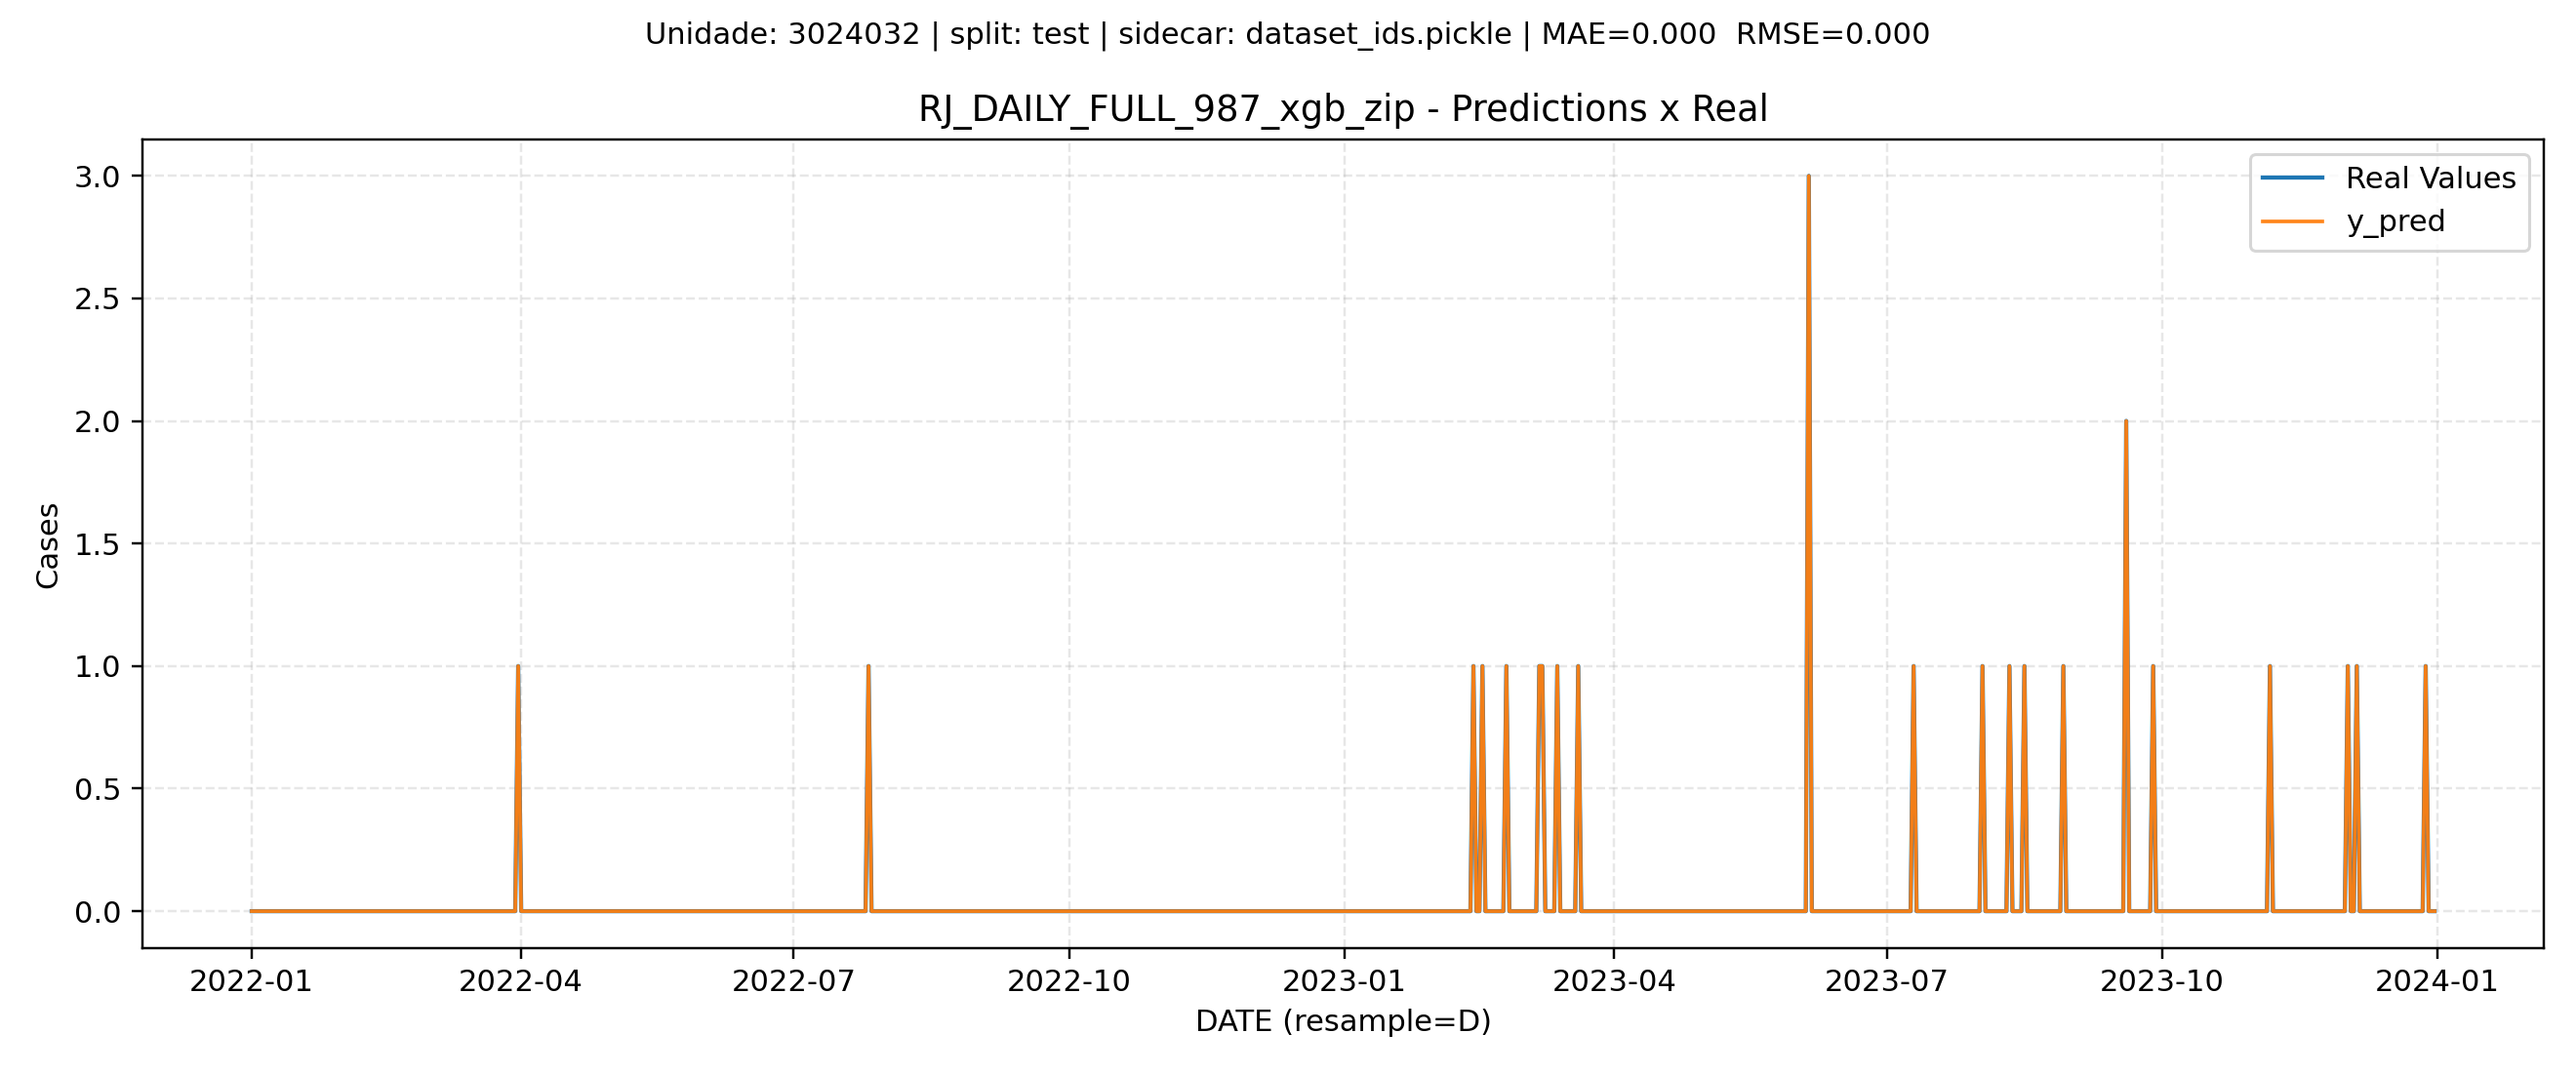 Unidade: 3024032 | split: test | sidecar: dataset_ids.pickle | MAE=0.000  RMSE=0.000
RJ_DAILY_FULL_987_xgb_zip - Predictions x Real
Real Values
y_pred
Cases
3.0
2.5
2.0
1.5
1.0
0.5
0.0
2022-01
2022-04
2022-07
2022-10
2023-01
2023-04
2023-07
2023-10
2024-01
DATE (resample=D)